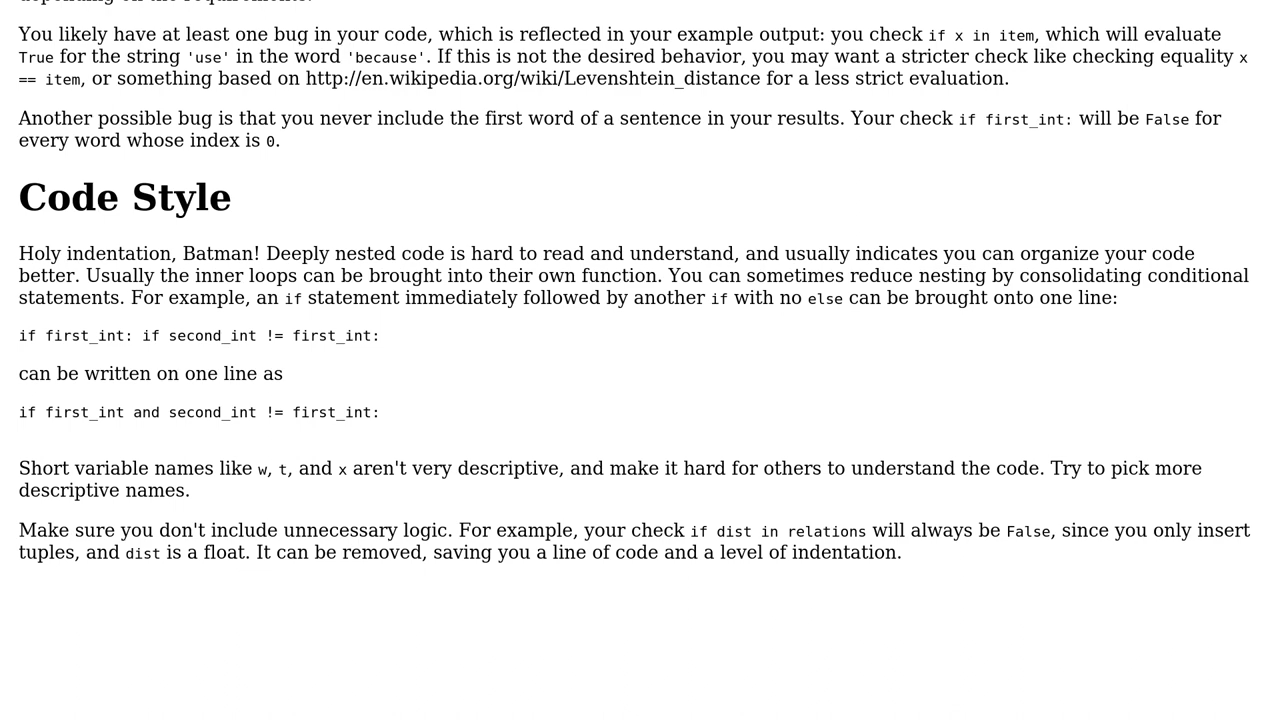 depending on the requirements.
You likely have at least one bug in your code, which is reflected in your example output: you check if x in item, which will evaluate
True for the string 'use' in the word 'because'. If this is not the desired behavior, you may want a stricter check like checking equality x
== item, or something based on http://en.wikipedia.org/wiki/Levenshtein_distance for a less strict evaluation.
Another possible bug is that you never include the first word of a sentence in your results. Your check if first_int: will be False for
every word whose index is 0.
Code Style
Holy indentation, Batman! Deeply nested code is hard to read and understand, and usually indicates you can organize your code
better. Usually the inner loops can be brought into their own function. You can sometimes reduce nesting by consolidating conditional
statements. For example, an if statement immediately followed by another if with no else can be brought onto one line:
if first_int: if second_int != first_int:
can be written on one line as
if first_int and second_int != first_int:
Short variable names like w, t, and x aren't very descriptive, and make it hard for others to understand the code. Try to pick more
descriptive names.
Make sure you don't include unnecessary logic. For example, your check if dist in relations will always be False, since you only insert
tuples, and dist is a float. It can be removed, saving you a line of code and a level of indentation.